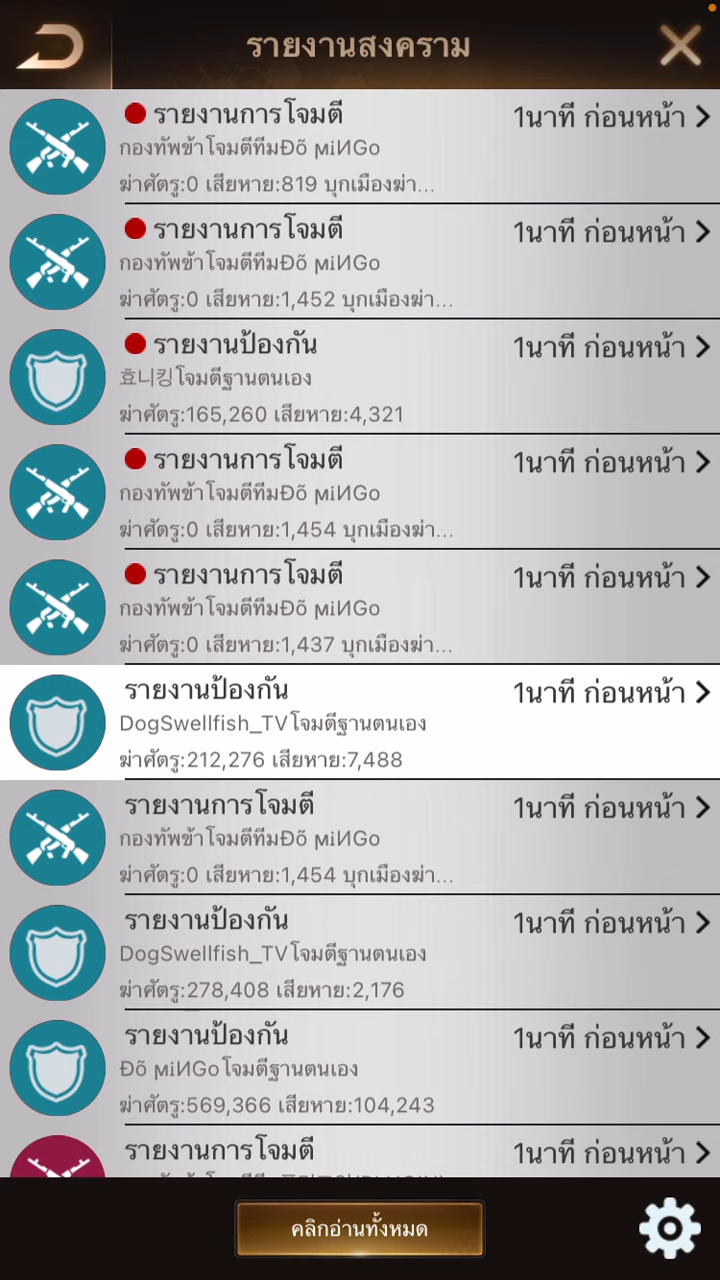 รายงานสงคราม
รายงานการโจมตี 1นาที ก่อนหน้า
กองทัพข้าโจมตีทีมĐõ ϻiͶGo
ฆ่าศัตรู:0 เสียหาย:819 บุกเมืองฆ่า...
รายงานการโจมตี 1นาที ก่อนหน้า
กองทัพข้าโจมตีทีมĐõ ϻiͶGo
ฆ่าศัตรู:0 เสียหาย:1,452 บุกเมืองฆ่า...
รายงานป้องกัน 1นาที ก่อนหน้า
효니킹โจมตีฐานตนเอง
ฆ่าศัตรู:165,260 เสียหาย:4,321
รายงานการโจมตี 1นาที ก่อนหน้า
กองทัพข้าโจมตีทีมĐõ ϻiͶGo
ฆ่าศัตรู:0 เสียหาย:1,454 บุกเมืองฆ่า...
รายงานการโจมตี 1นาที ก่อนหน้า
กองทัพข้าโจมตีทีมĐõ ϻiͶGo
ฆ่าศัตรู:0 เสียหาย:1,437 บุกเมืองฆ่า...
รายงานป้องกัน 1นาที ก่อนหน้า
DogSwellfish_TVโจมตีฐานตนเอง
ฆ่าศัตรู:212,276 เสียหาย:7,488
รายงานการโจมตี 1นาที ก่อนหน้า
กองทัพข้าโจมตีทีมĐõ ϻiͶGo
ฆ่าศัตรู:0 เสียหาย:1,454 บุกเมืองฆ่า...
รายงานป้องกัน 1นาที ก่อนหน้า
DogSwellfish_TVโจมตีฐานตนเอง
ฆ่าศัตรู:278,408 เสียหาย:2,176
รายงานป้องกัน 1นาที ก่อนหน้า
Đõ ϻiͶGoโจมตีฐานตนเอง
ฆ่าศัตรู:569,366 เสียหาย:104,243
รายงานการโจมตี 1นาที ก่อนหน้า
คลิกอ่านทั้งหมด